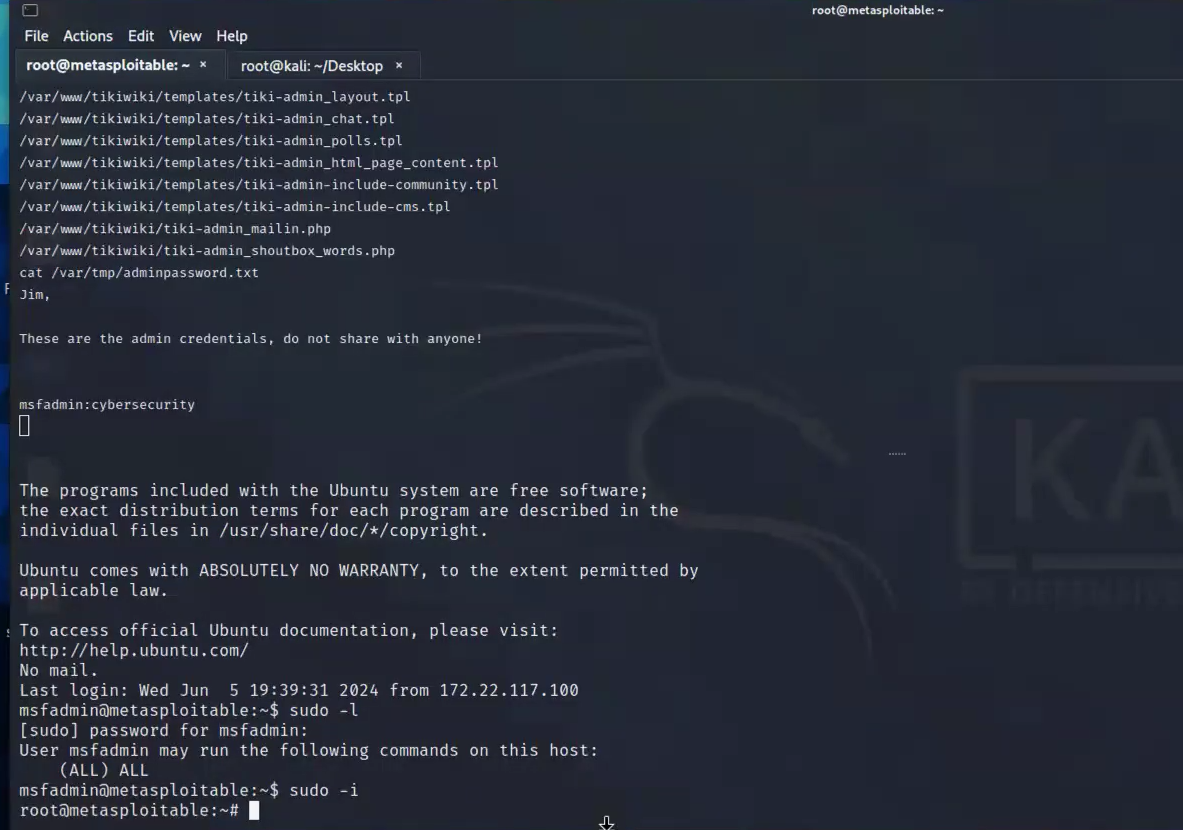 root@metasploitable: ~
File Actions Edit View Help
root@metasploitable: ~ × root@kali: ~/Desktop ×
/var/www/tikiwiki/templates/tiki-admin_layout.tpl
/var/www/tikiwiki/templates/tiki-admin_chat.tpl
/var/www/tikiwiki/templates/tiki-admin_polls.tpl
/var/www/tikiwiki/templates/tiki-admin_html_page_content.tpl
/var/www/tikiwiki/templates/tiki-admin-include-community.tpl
/var/www/tikiwiki/templates/tiki-admin-include-cms.tpl
/var/www/tikiwiki/tiki-admin_mailin.php
/var/www/tikiwiki/tiki-admin_shoutbox_words.php
cat /var/tmp/adminpassword.txt
Jim,
These are the admin credentials, do not share with anyone!
msfadmin:cybersecurity
KA
The programs included with the Ubuntu system are free software;
the exact distribution terms for each program are described in the
individual files in /usr/share/doc/*/copyright.
Ubuntu comes with ABSOLUTELY NO WARRANTY, to the extent permitted by
applicable law.
To access official Ubuntu documentation, please visit:
http://help.ubuntu.com/
No mail.
Last login: Wed Jun  5 19:39:31 2024 from 172.22.117.100
msfadmin@metasploitable:~$ sudo -l
[sudo] password for msfadmin:
User msfadmin may run the following commands on this host:
    (ALL) ALL
msfadmin@metasploitable:~$ sudo -i
root@metasploitable:~#